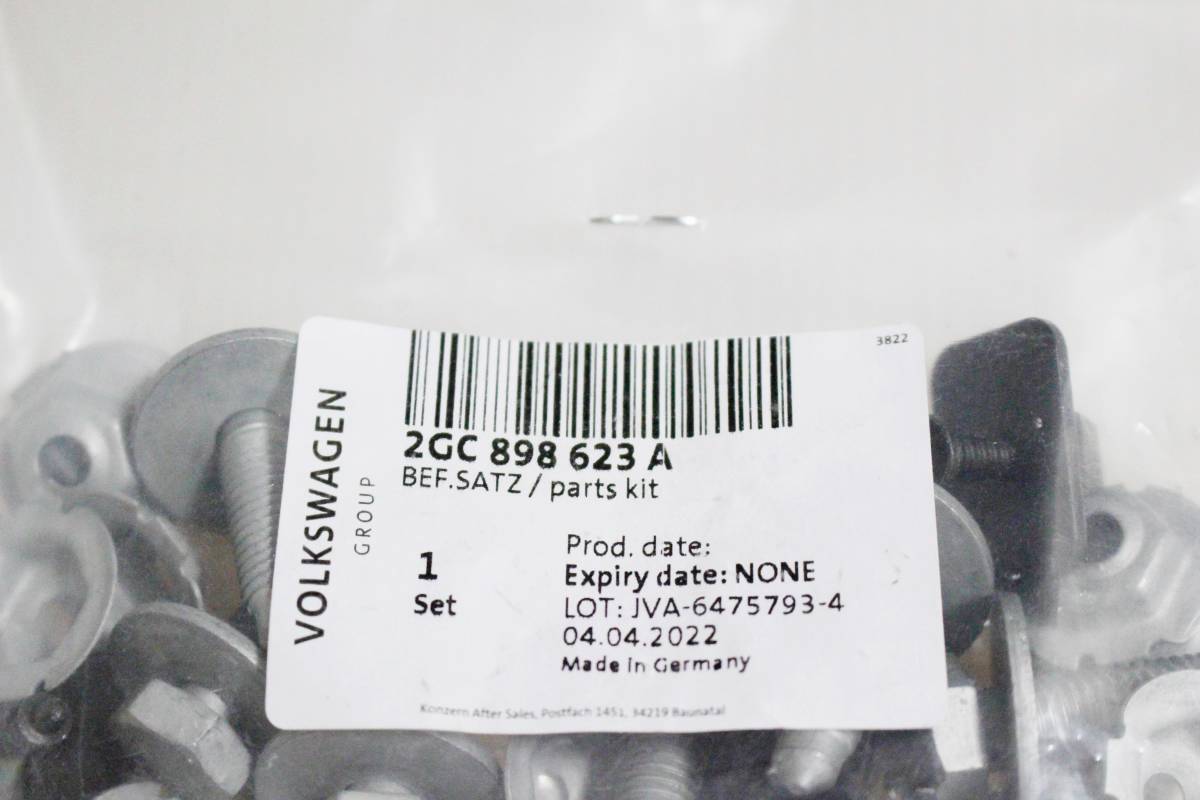 3822
VOLKSWAGEN
GROUP
2GC 898 623 A
BEF.SATZ / parts kit
1
Set
Prod. date:
Expiry date: NONE
LOT: JVA-6475793-4
04.04.2022
Made in Germany
Konzern After Sales, Postfach 1451, 34219 Baunatal